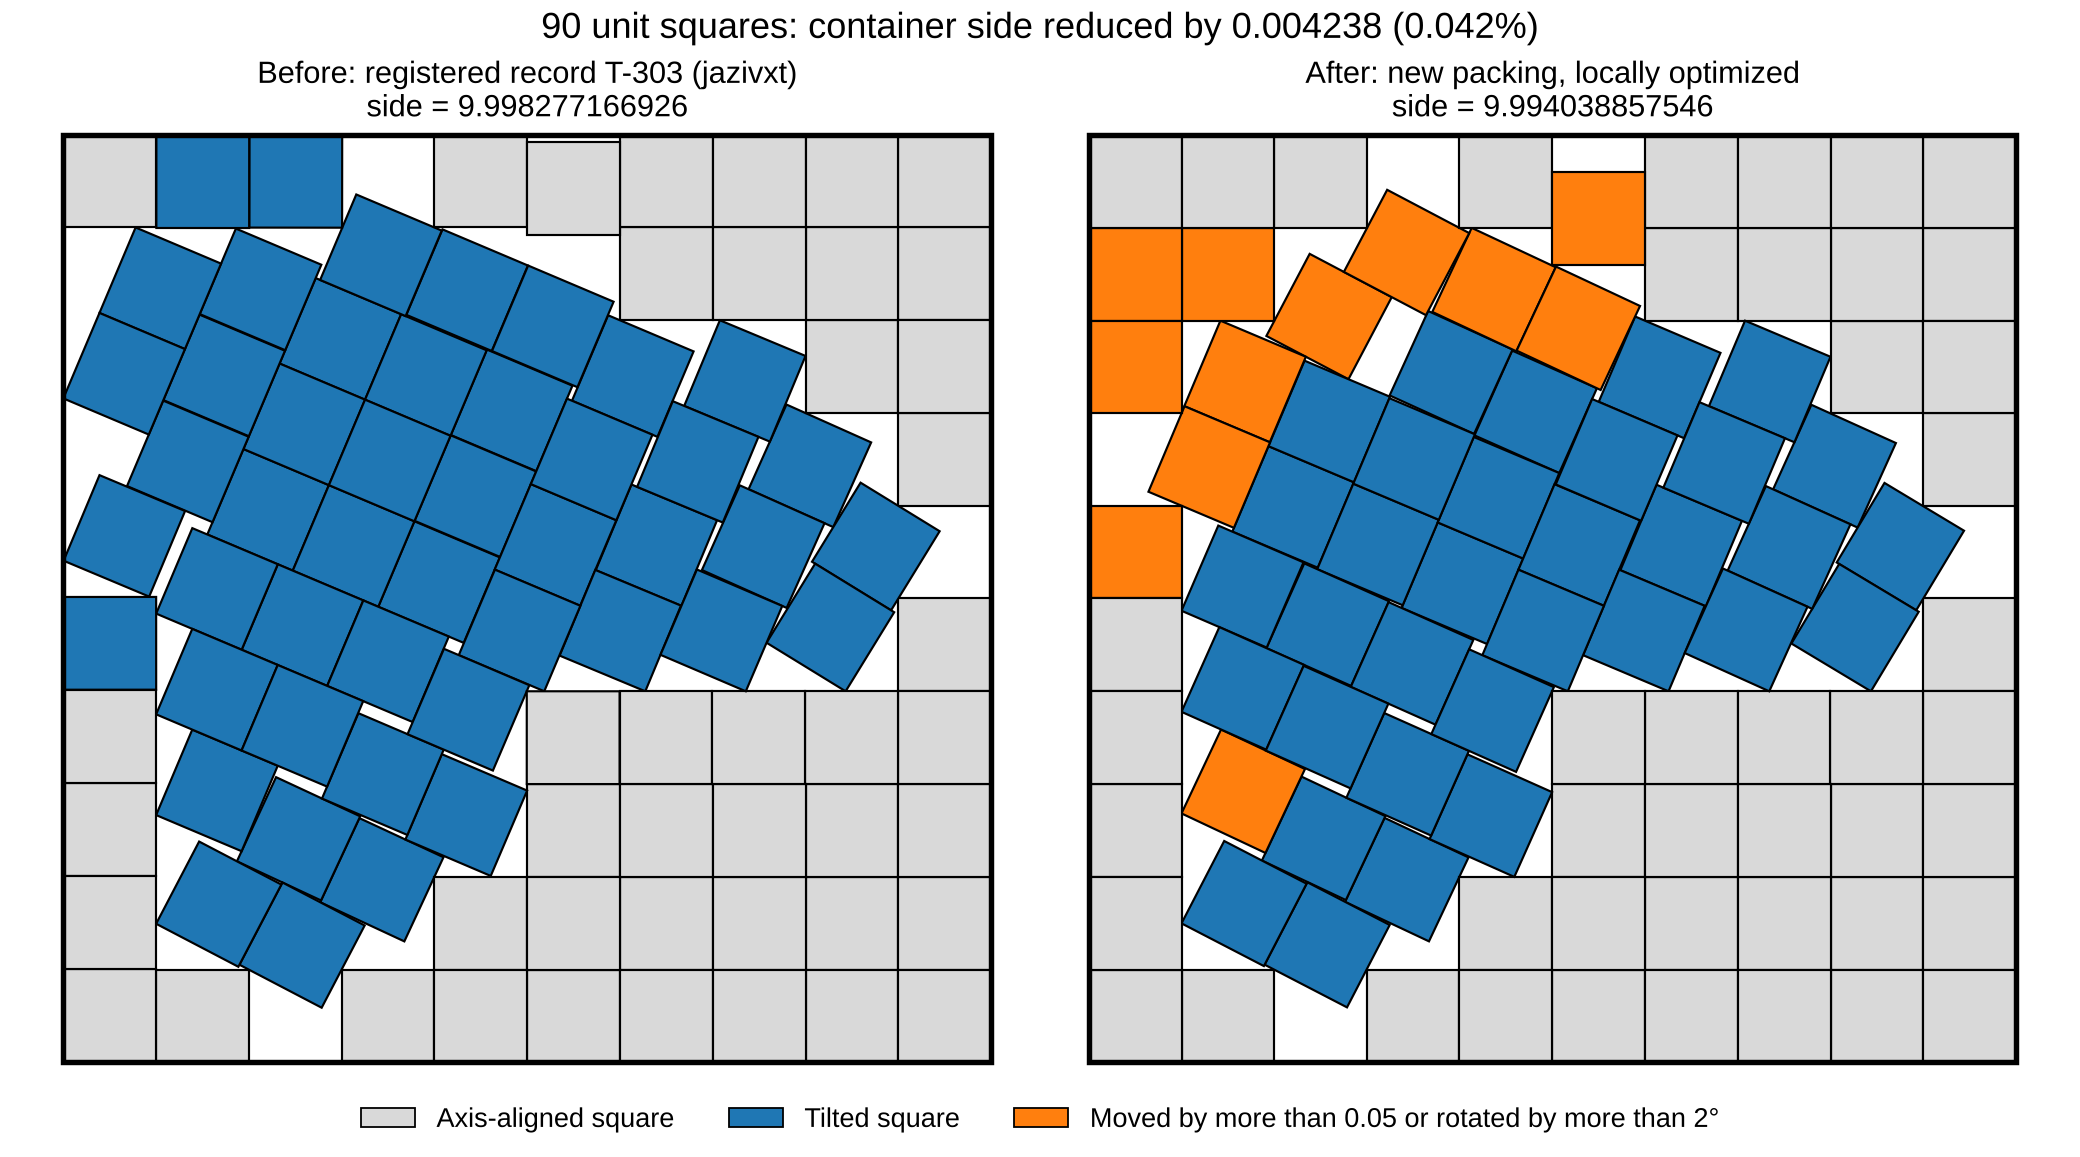 90 unit squares: container side reduced by 0.004238 (0.042%)
Before: registered record T-303 (jazivxt)
side = 9.998277166926
After: new packing, locally optimized
side = 9.994038857546
Axis-aligned square
Tilted square
Moved by more than 0.05 or rotated by more than 2°